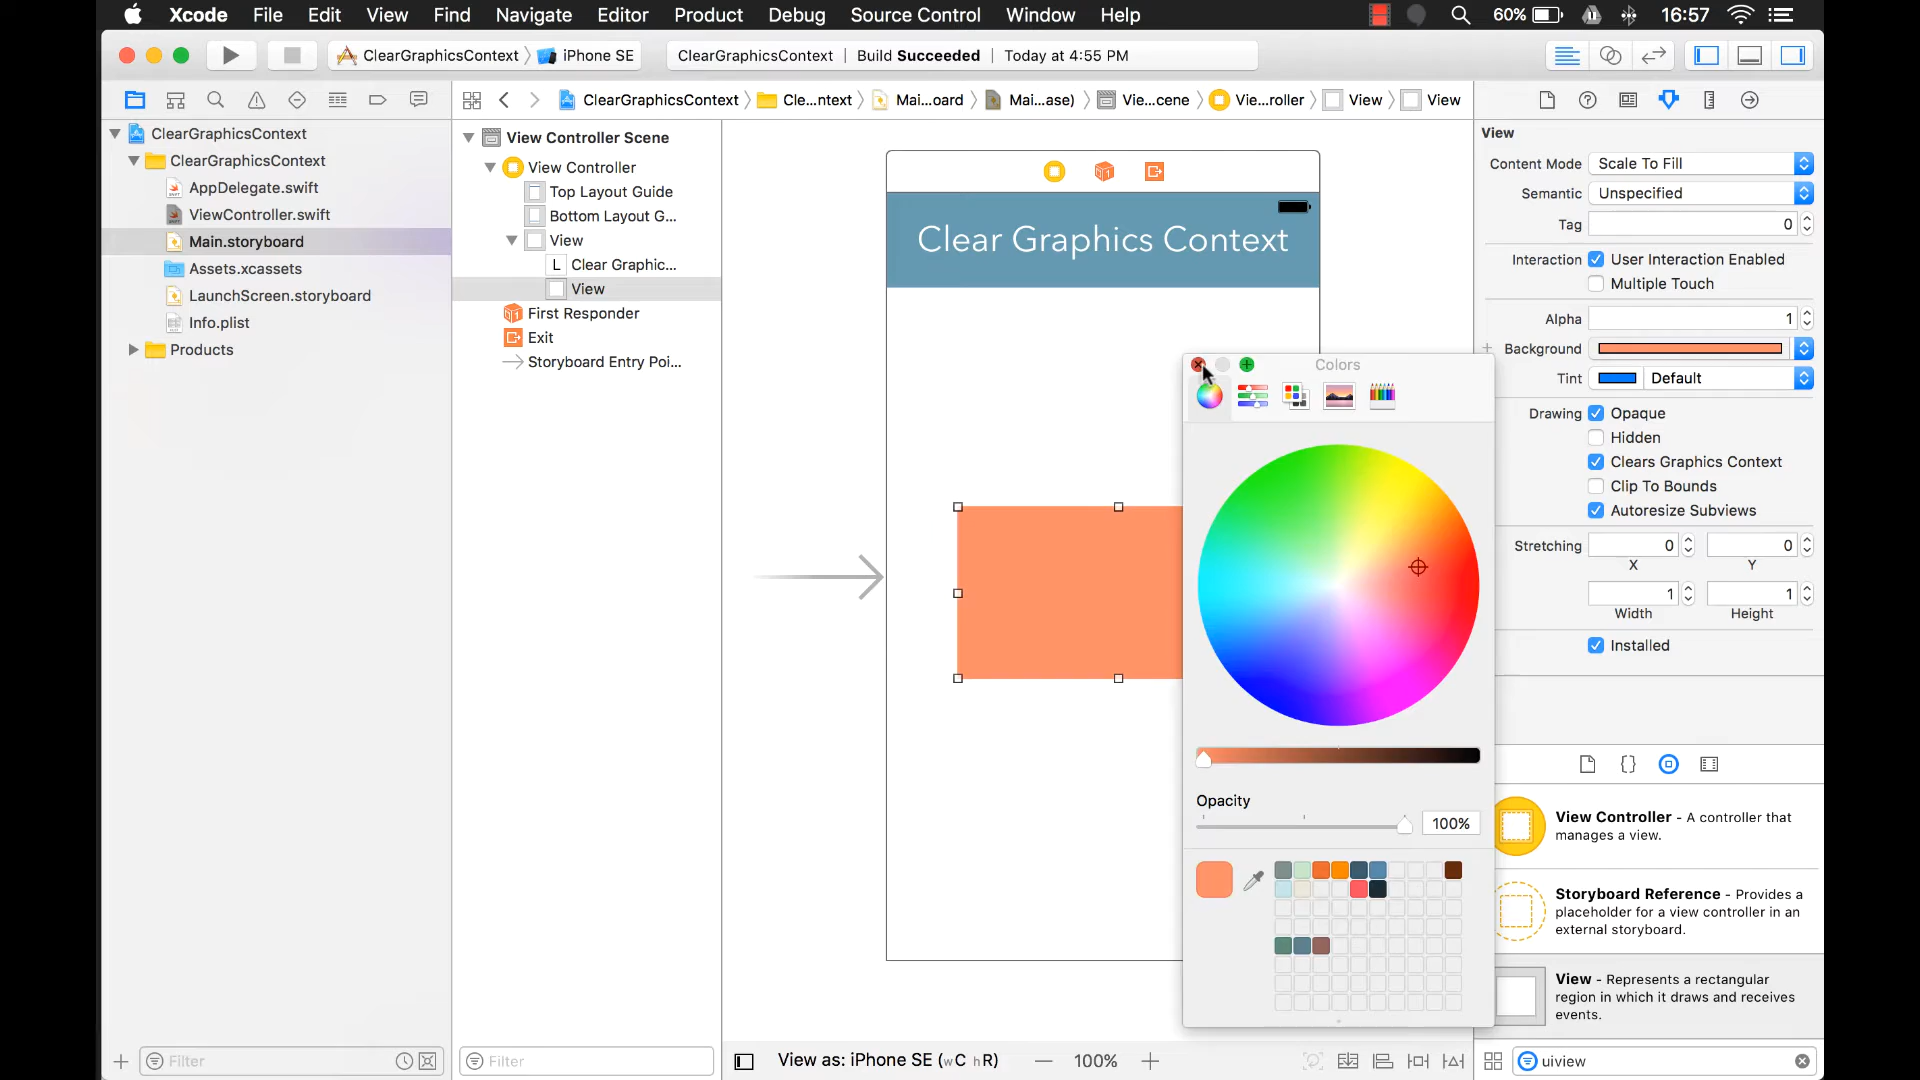 Xcode File Edit View Find Navigate Editor Product Debug Source Control Window Help 60% 16:57
ClearGraphicsContext iPhone SE ClearGraphicsContext | Build Succeeded | Today at 4:55 PM
ClearGraphicsContext Cle...ntext Mai...oard Mai...ase) Vie...cene Vie...roller View View
ClearGraphicsContext
ClearGraphicsContext
AppDelegate.swift
ViewController.swift
Main.storyboard
Assets.xcassets
LaunchScreen.storyboard
Info.plist
Products
Filter
View Controller Scene
View Controller
Top Layout Guide
Bottom Layout G...
View
L Clear Graphic...
View
First Responder
Exit
Storyboard Entry Poi...
Filter
Clear Graphics Context
View as: iPhone SE (wC hR) — 100% +
Colors
Opacity
100%
View
Content Mode Scale To Fill
Semantic Unspecified
Tag 0
Interaction User Interaction Enabled
Multiple Touch
Alpha 1
+ Background
Tint Default
Drawing Opaque
Hidden
Clears Graphics Context
Clip To Bounds
Autoresize Subviews
Stretching 0 0
X Y
1 1
Width Height
Installed
View Controller - A controller that
manages a view.
Storyboard Reference - Provides a
placeholder for a view controller in an
external storyboard.
View - Represents a rectangular
region in which it draws and receives
events.
uiview